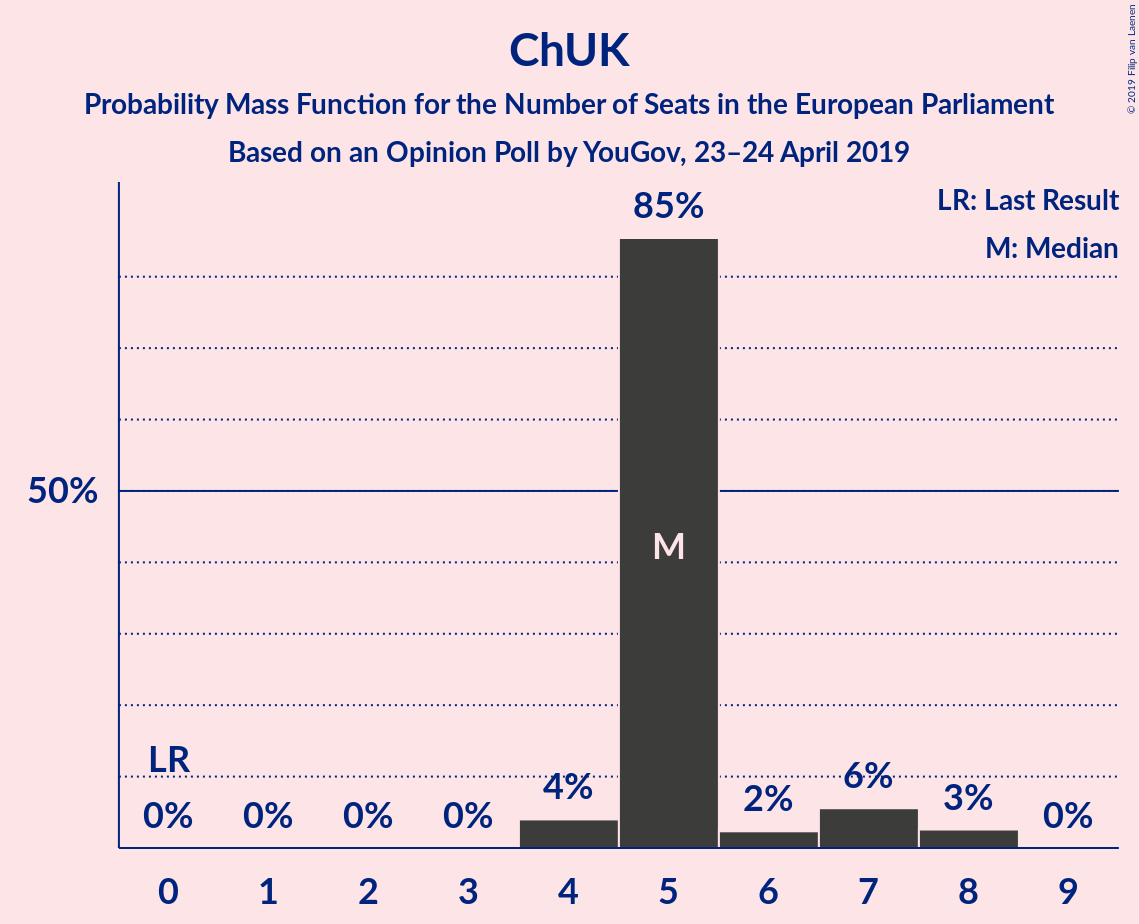 ChUK
Probability Mass Function for the Number of Seats in the European Parliament
Based on an Opinion Poll by YouGov, 23–24 April 2019
© 2019 Filip van Laenen
LR: Last Result
M: Median
85%
50%
M
LR
0% 0% 0% 0% 4% 2% 6% 3% 0%
0 1 2 3 4 5 6 7 8 9